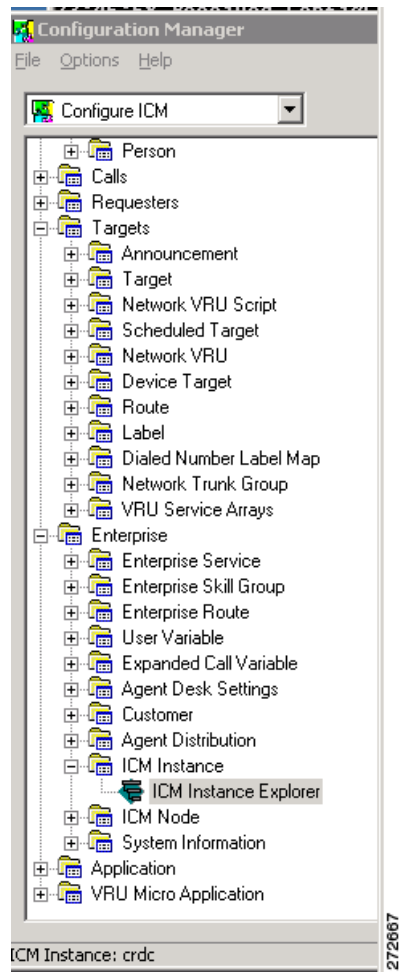 Configuration Manager
File Options Help
Configure ICM
Person
Calls
Requesters
Targets
Announcement
Target
Network VRU Script
Scheduled Target
Network VRU
Device Target
Route
Label
Dialed Number Label Map
Network Trunk Group
VRU Service Arrays
Enterprise
Enterprise Service
Enterprise Skill Group
Enterprise Route
User Variable
Expanded Call Variable
Agent Desk Settings
Customer
Agent Distribution
ICM Instance
ICM Instance Explorer
ICM Node
System Information
Application
VRU Micro Application
ICM Instance: crdc
272667